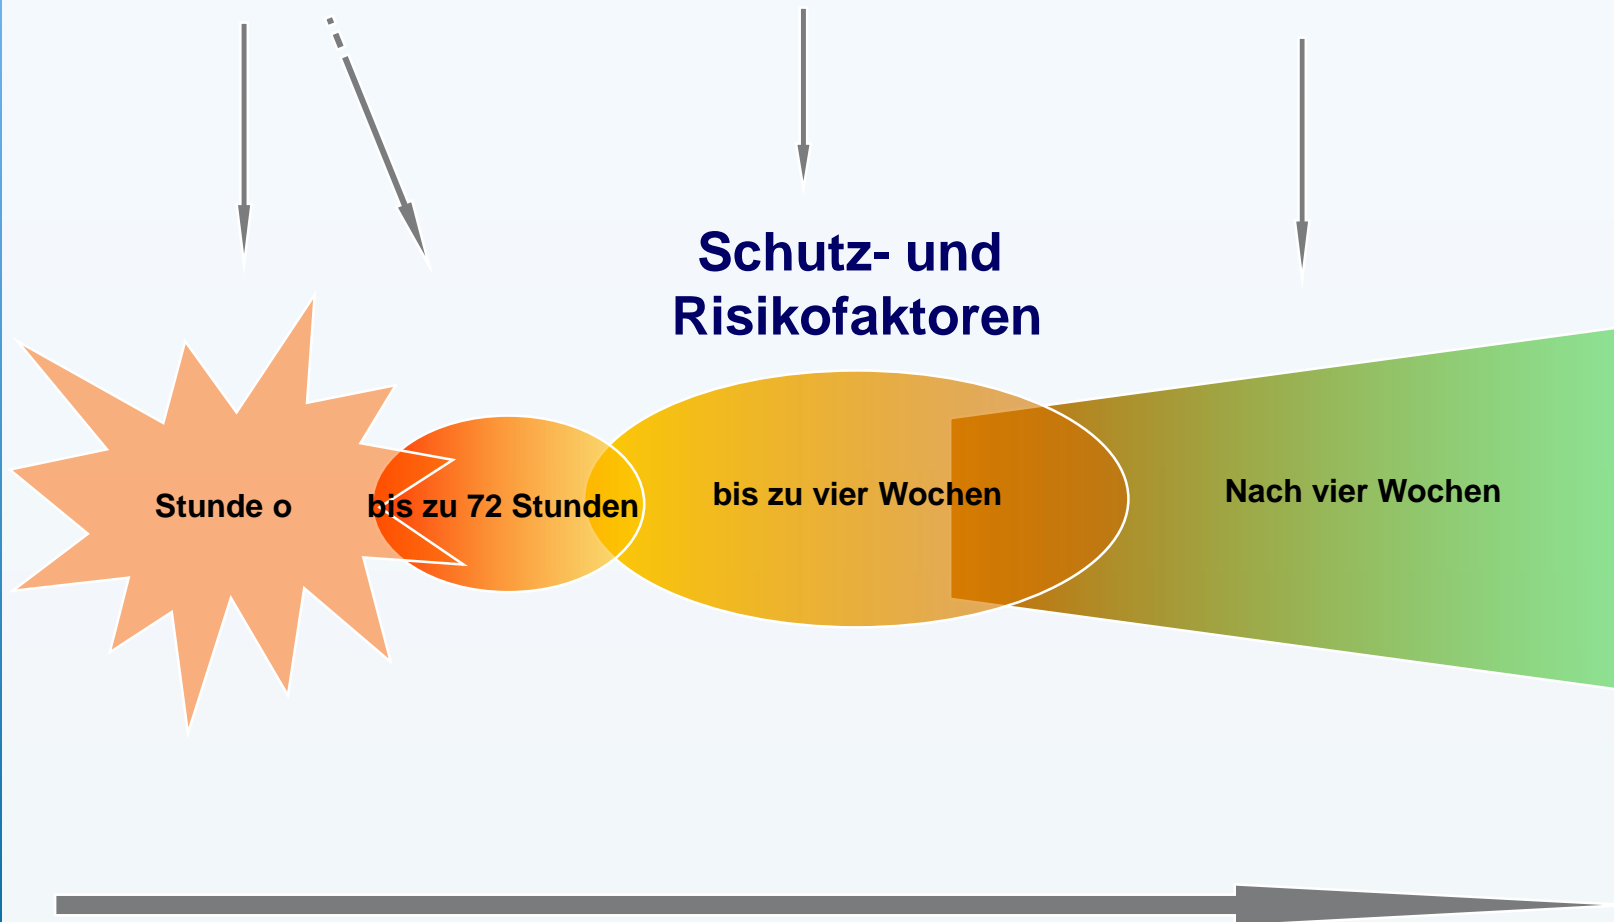 Schutz- und
Risikofaktoren
Stunde o
bis zu 72 Stunden
bis zu vier Wochen
Nach vier Wochen